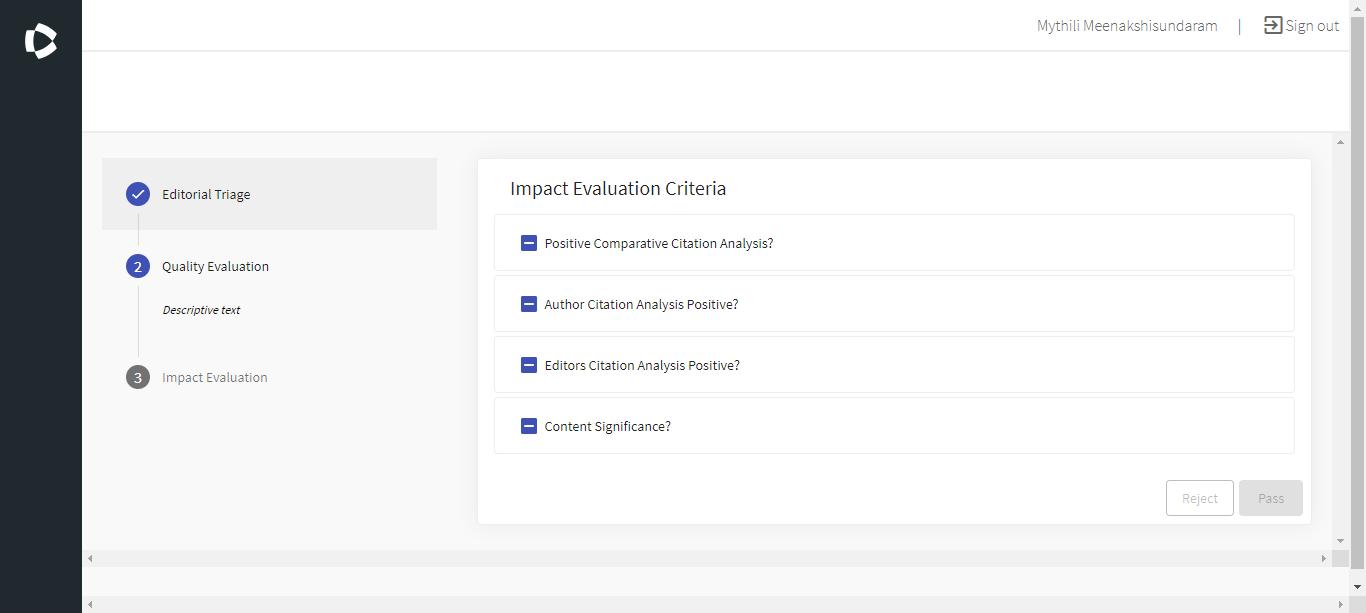 Mythili Meenakshisundaram | Sign out
Editorial Triage
2 Quality Evaluation
Descriptive text
3 Impact Evaluation
Impact Evaluation Criteria
Positive Comparative Citation Analysis?
Author Citation Analysis Positive?
Editors Citation Analysis Positive?
Content Significance?
Reject Pass